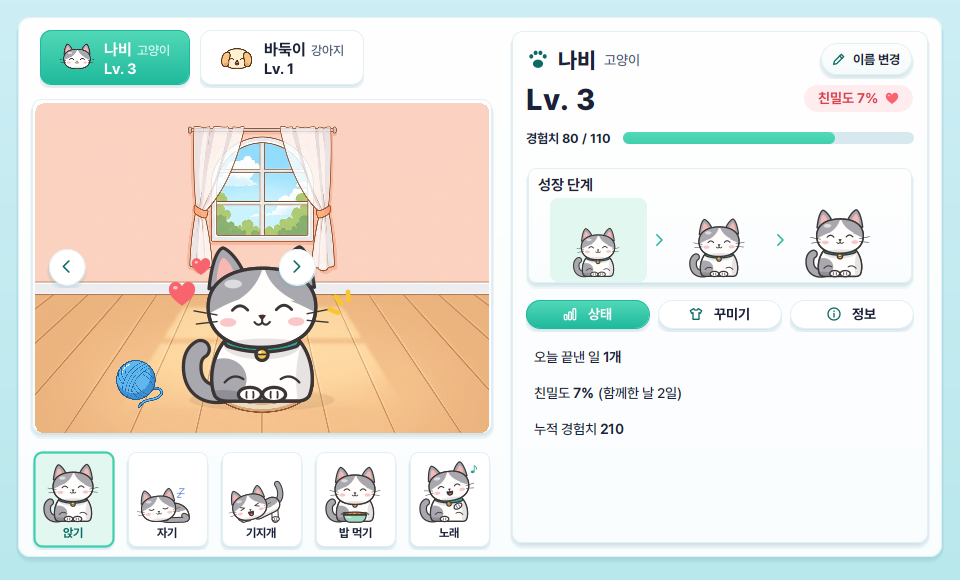 나비 고양이
Lv. 3
바둑이 강아지
Lv. 1
앉기
자기
기지개
밥 먹기
노래
나비 고양이
이름 변경
Lv. 3
친밀도 7%
경험치 80 / 110
성장 단계
상태
꾸미기
정보
오늘 끝낸 일 1개
친밀도 7% (함께한 날 2일)
누적 경험치 210